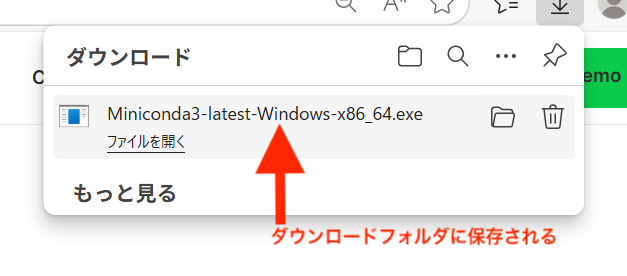 emo
ダウンロード
Miniconda3-latest-Windows-x86_64.exe
ファイルを開く
もっと見る
ダウンロードフォルダに保存される